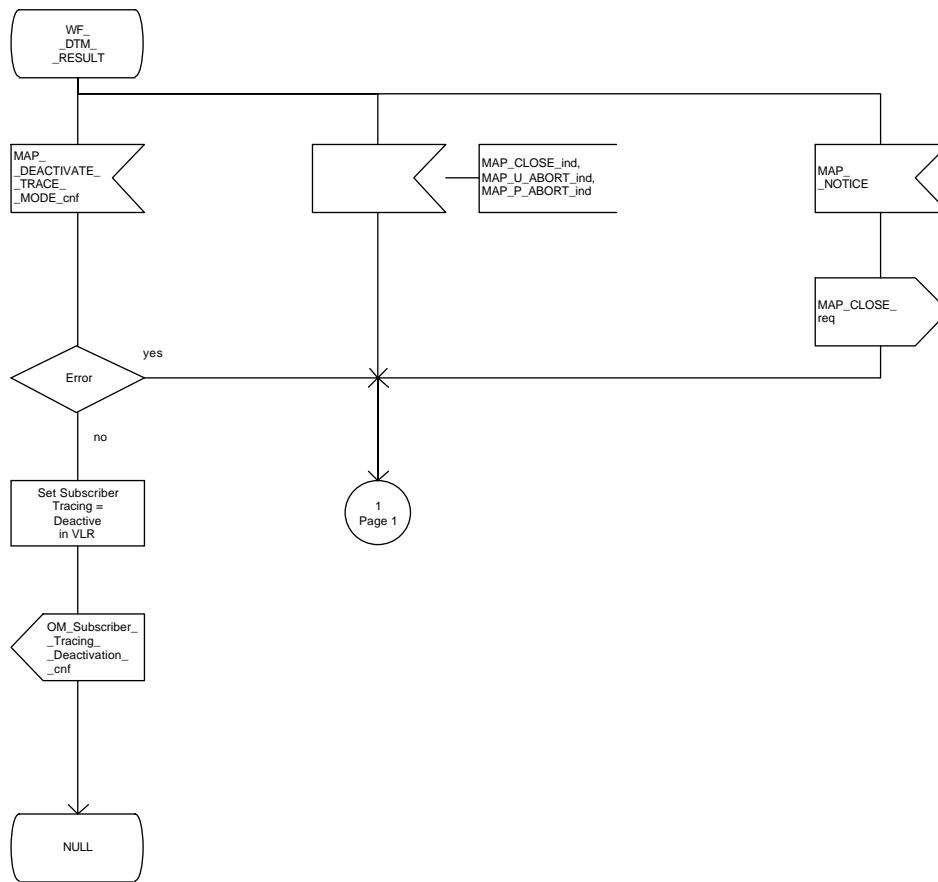 WF_
_DTM_
_RESULT
MAP_
_DEACTIVATE_
_TRACE_
_MODE_cnf
MAP_CLOSE_ind,
MAP_U_ABORT_ind,
MAP_P_ABORT_ind
MAP_
_NOTICE
MAP_CLOSE_
req
yes
Error
no
Set Subscriber
Tracing =
Deactive
in VLR
1
Page 1
OM_Subscriber_
_Tracing_
_Deactivation_
_cnf
NULL